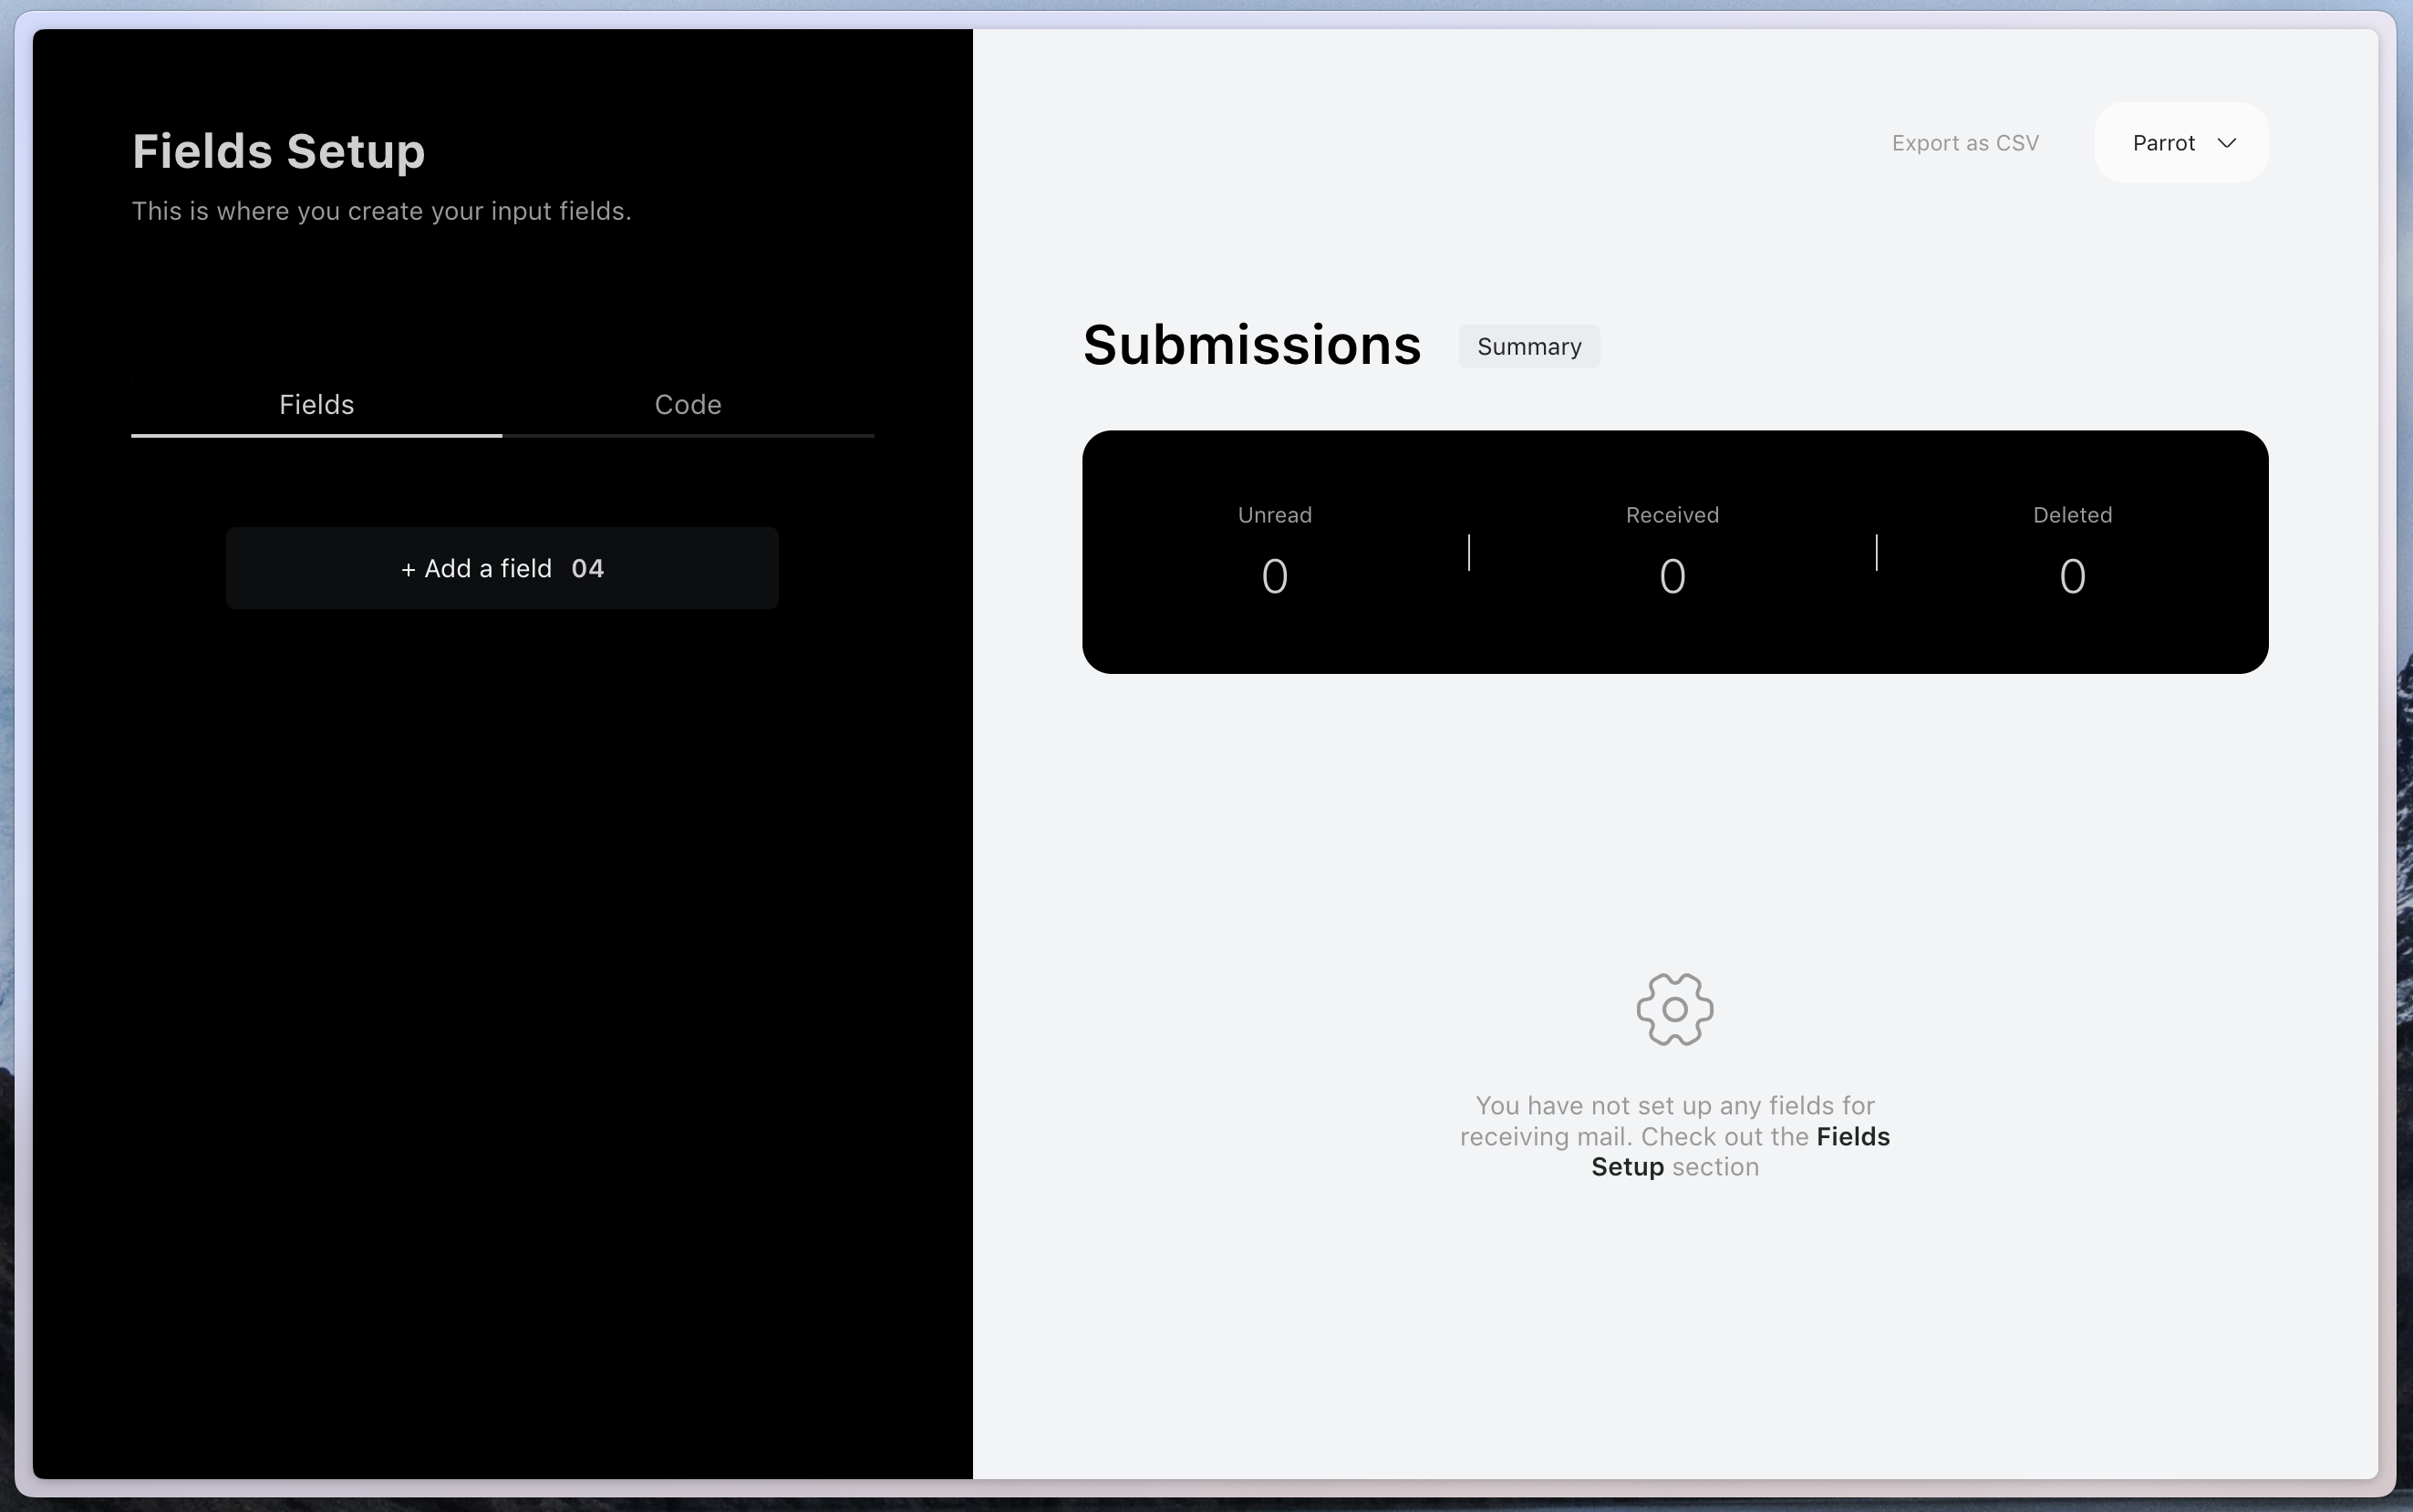 Fields Setup
This is where you create your input fields.
Fields
Code
+ Add a field 04
Export as CSV
Parrot
Submissions
Summary
Unread
Received
Deleted
0
0
0
You have not set up any fields for
receiving mail. Check out the Fields
Setup section